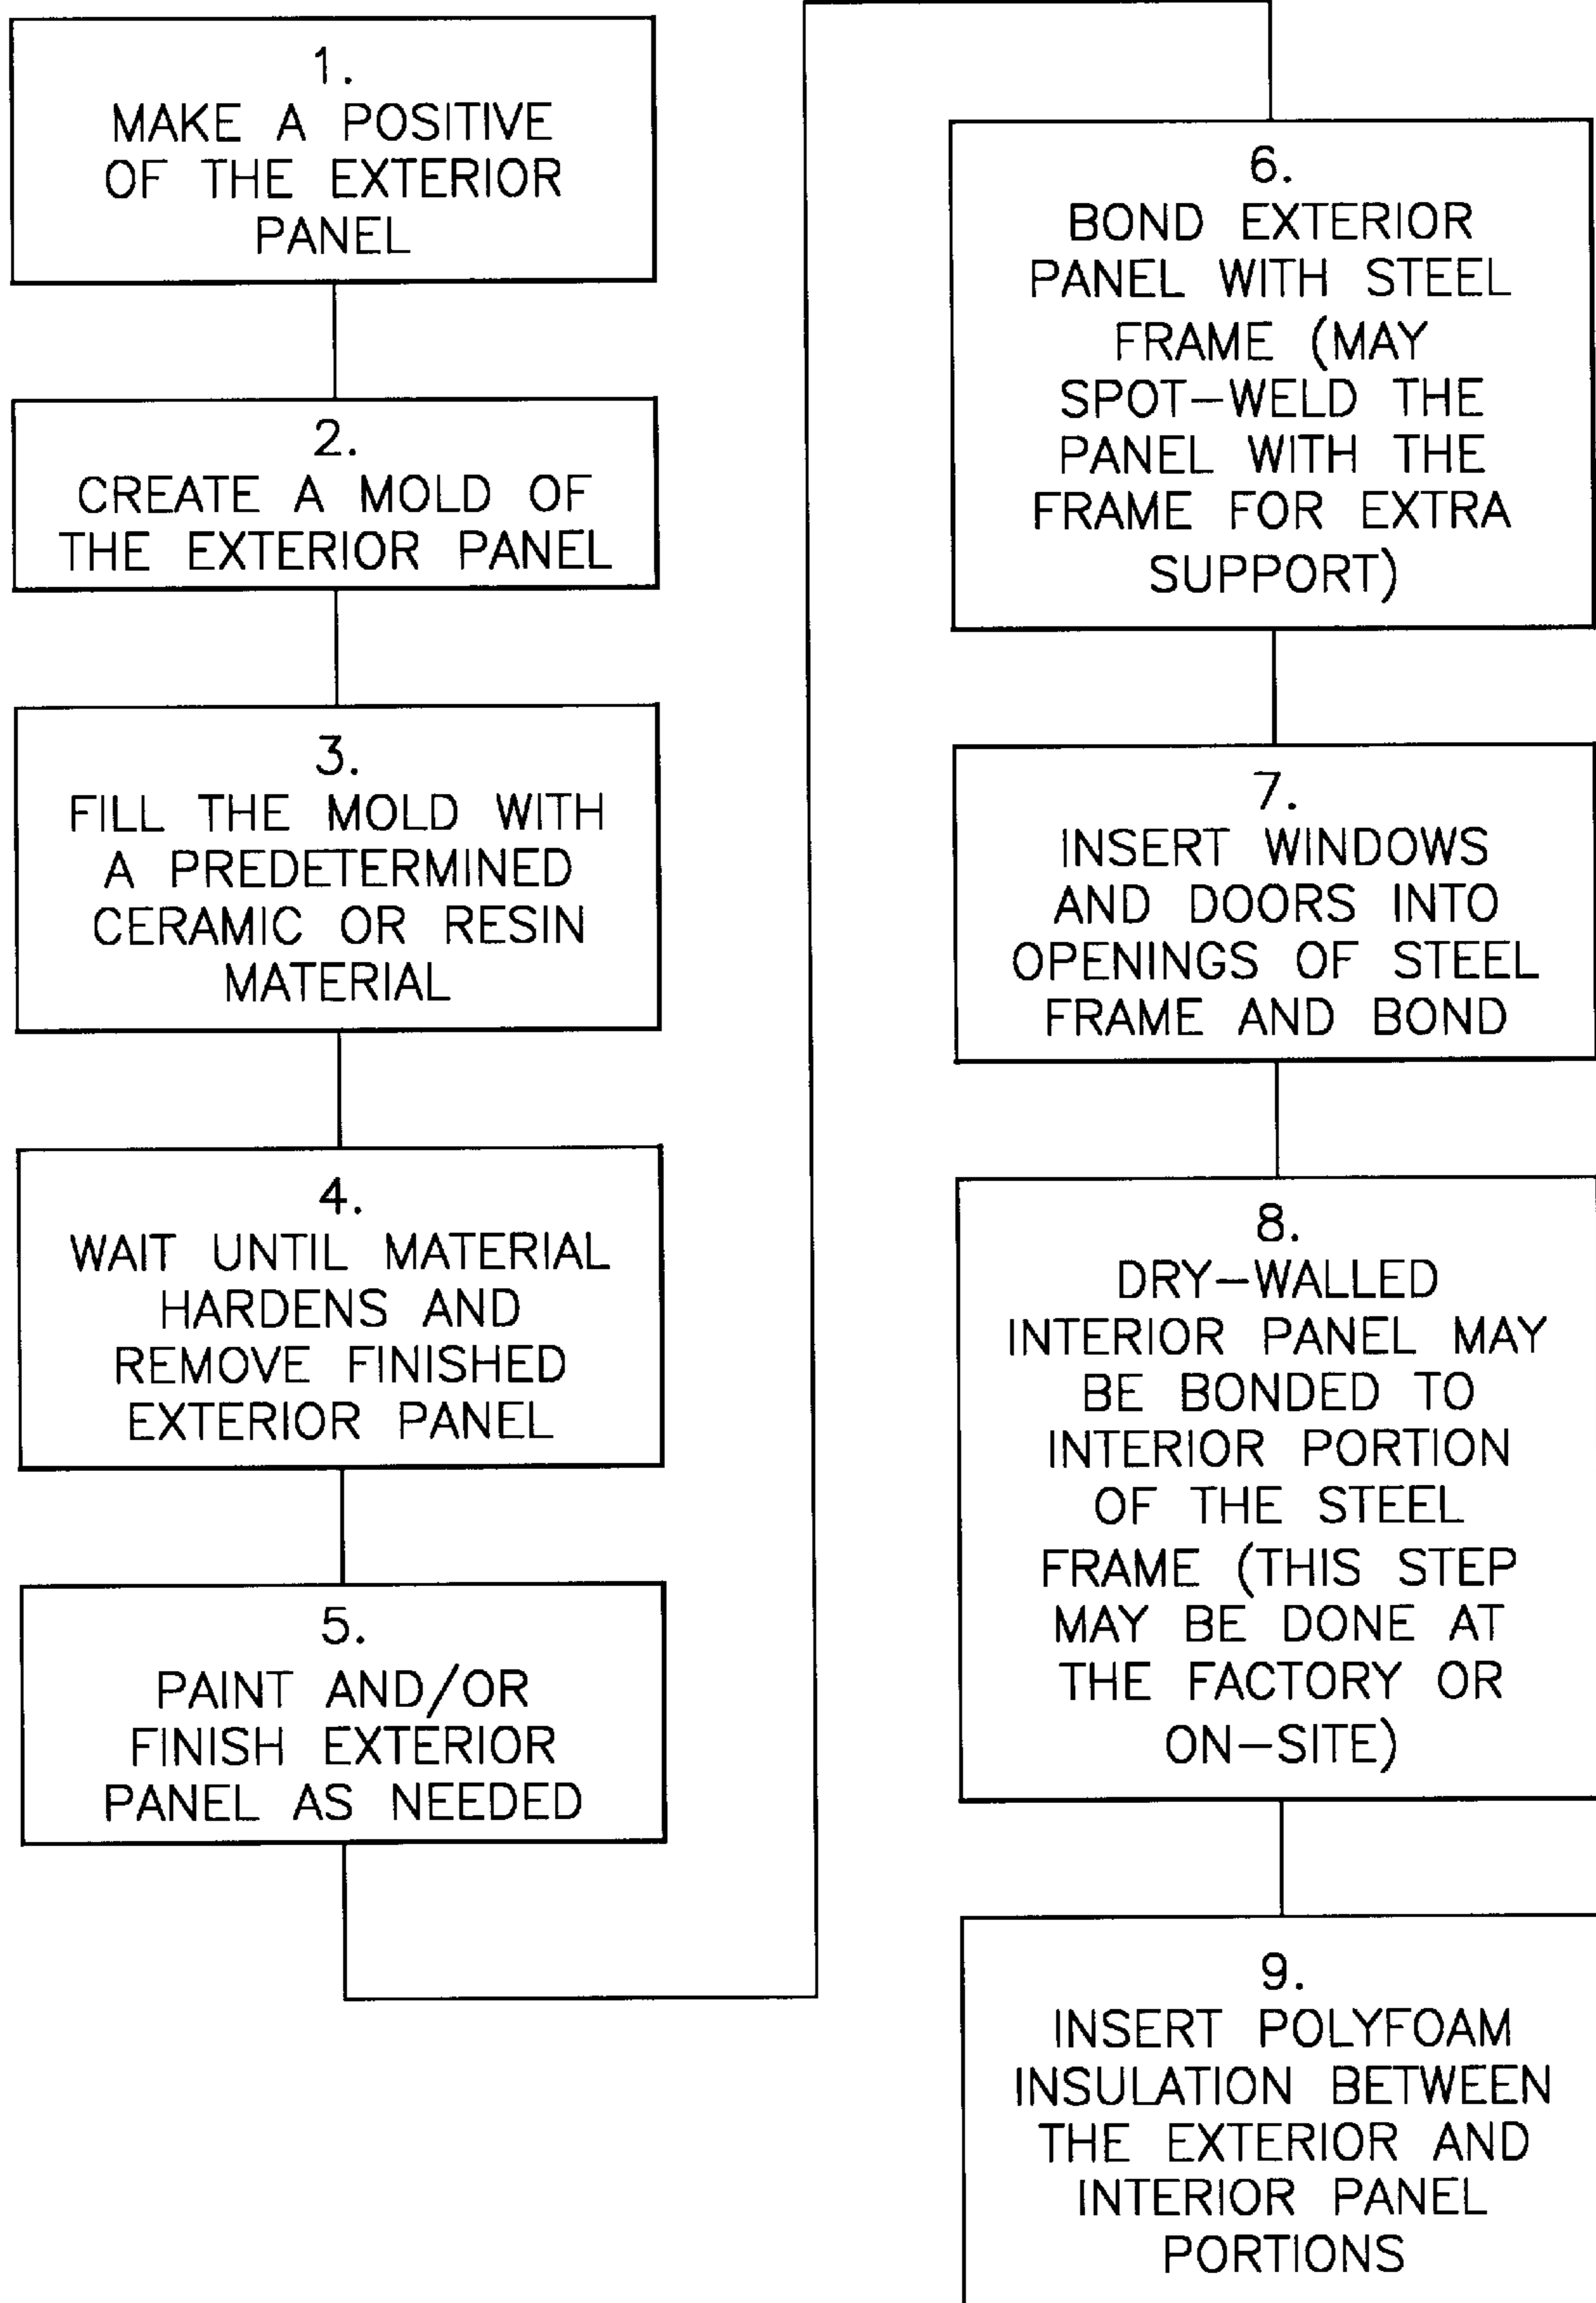 1.
MAKE A POSITIVE
OF THE EXTERIOR
PANEL
2.
CREATE A MOLD OF
THE EXTERIOR PANEL
3.
FILL THE MOLD WITH
A PREDETERMINED
CERAMIC OR RESIN
MATERIAL
4.
WAIT UNTIL MATERIAL
HARDENS AND
REMOVE FINISHED
EXTERIOR PANEL
5.
PAINT AND/OR
FINISH EXTERIOR
PANEL AS NEEDED
6.
BOND EXTERIOR
PANEL WITH STEEL
FRAME (MAY
SPOT-WELD THE
PANEL WITH THE
FRAME FOR EXTRA
SUPPORT)
7.
INSERT WINDOWS
AND DOORS INTO
OPENINGS OF STEEL
FRAME AND BOND
8.
DRY-WALLED
INTERIOR PANEL MAY
BE BONDED TO
INTERIOR PORTION
OF THE STEEL
FRAME (THIS STEP
MAY BE DONE AT
THE FACTORY OR
ON-SITE)
9.
INSERT POLYFOAM
INSULATION BETWEEN
THE EXTERIOR AND
INTERIOR PANEL
PORTIONS